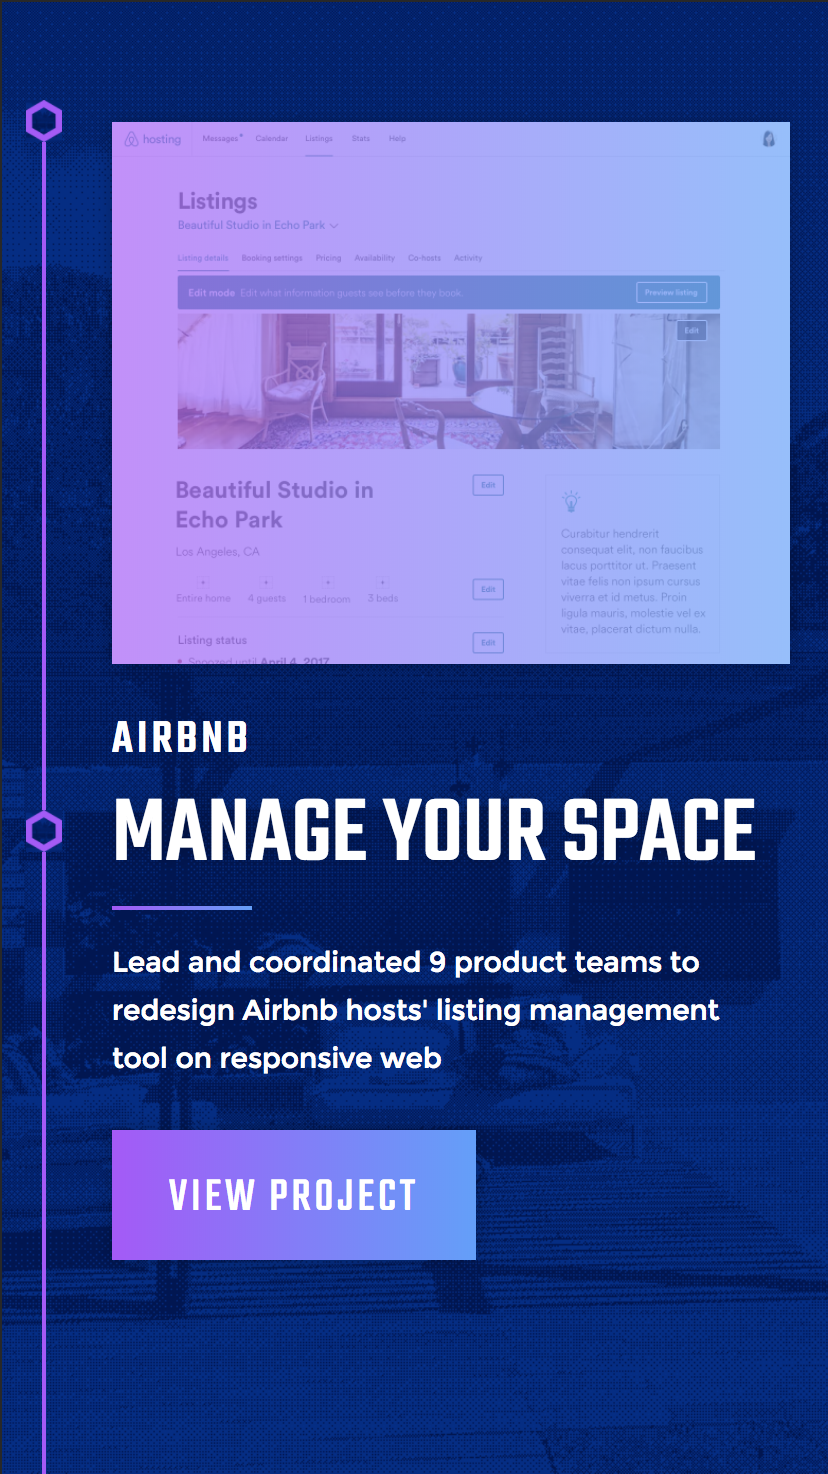 hosting Messages Calendar Listings Stats Help
Listings
Beautiful Studio in Echo Park
Listing details Booking settings Pricing Availability Co-hosts Activity
Edit mode Edit what information guests see before they book. Preview listing
Edit
Beautiful Studio in
Echo Park
Edit
Los Angeles, CA
Entire home 4 guests 1 bedroom 3 beds
Edit
Listing status
Edit
• Snoozed until April 4, 2017
Curabitur hendrerit
consequat elit, non faucibus
lacus porttitor ut. Praesent
vitae felis non ipsum cursus
viverra et id metus. Proin
ligula mauris, molestie vel ex
vitae, placerat dictum nulla.
AIRBNB
MANAGE YOUR SPACE
Lead and coordinated 9 product teams to
redesign Airbnb hosts' listing management
tool on responsive web
VIEW PROJECT